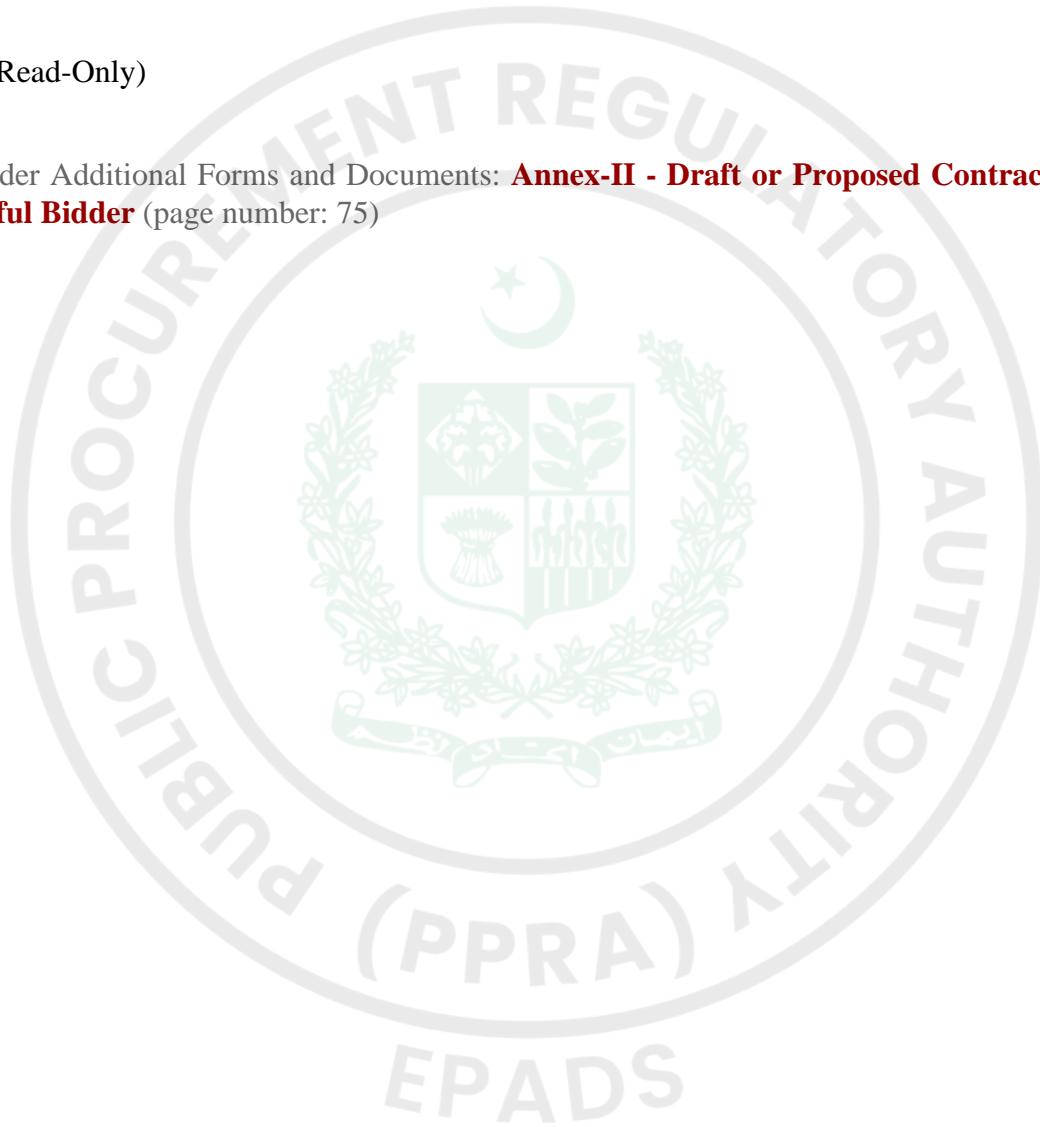 Read-Only)
der Additional Forms and Documents: Annex-II - Draft or Proposed Contrac
ful Bidder (page number: 75)
PUBLIC PROCUREMENT REGULATORY AUTHORITY
(PPRA)
EPADS